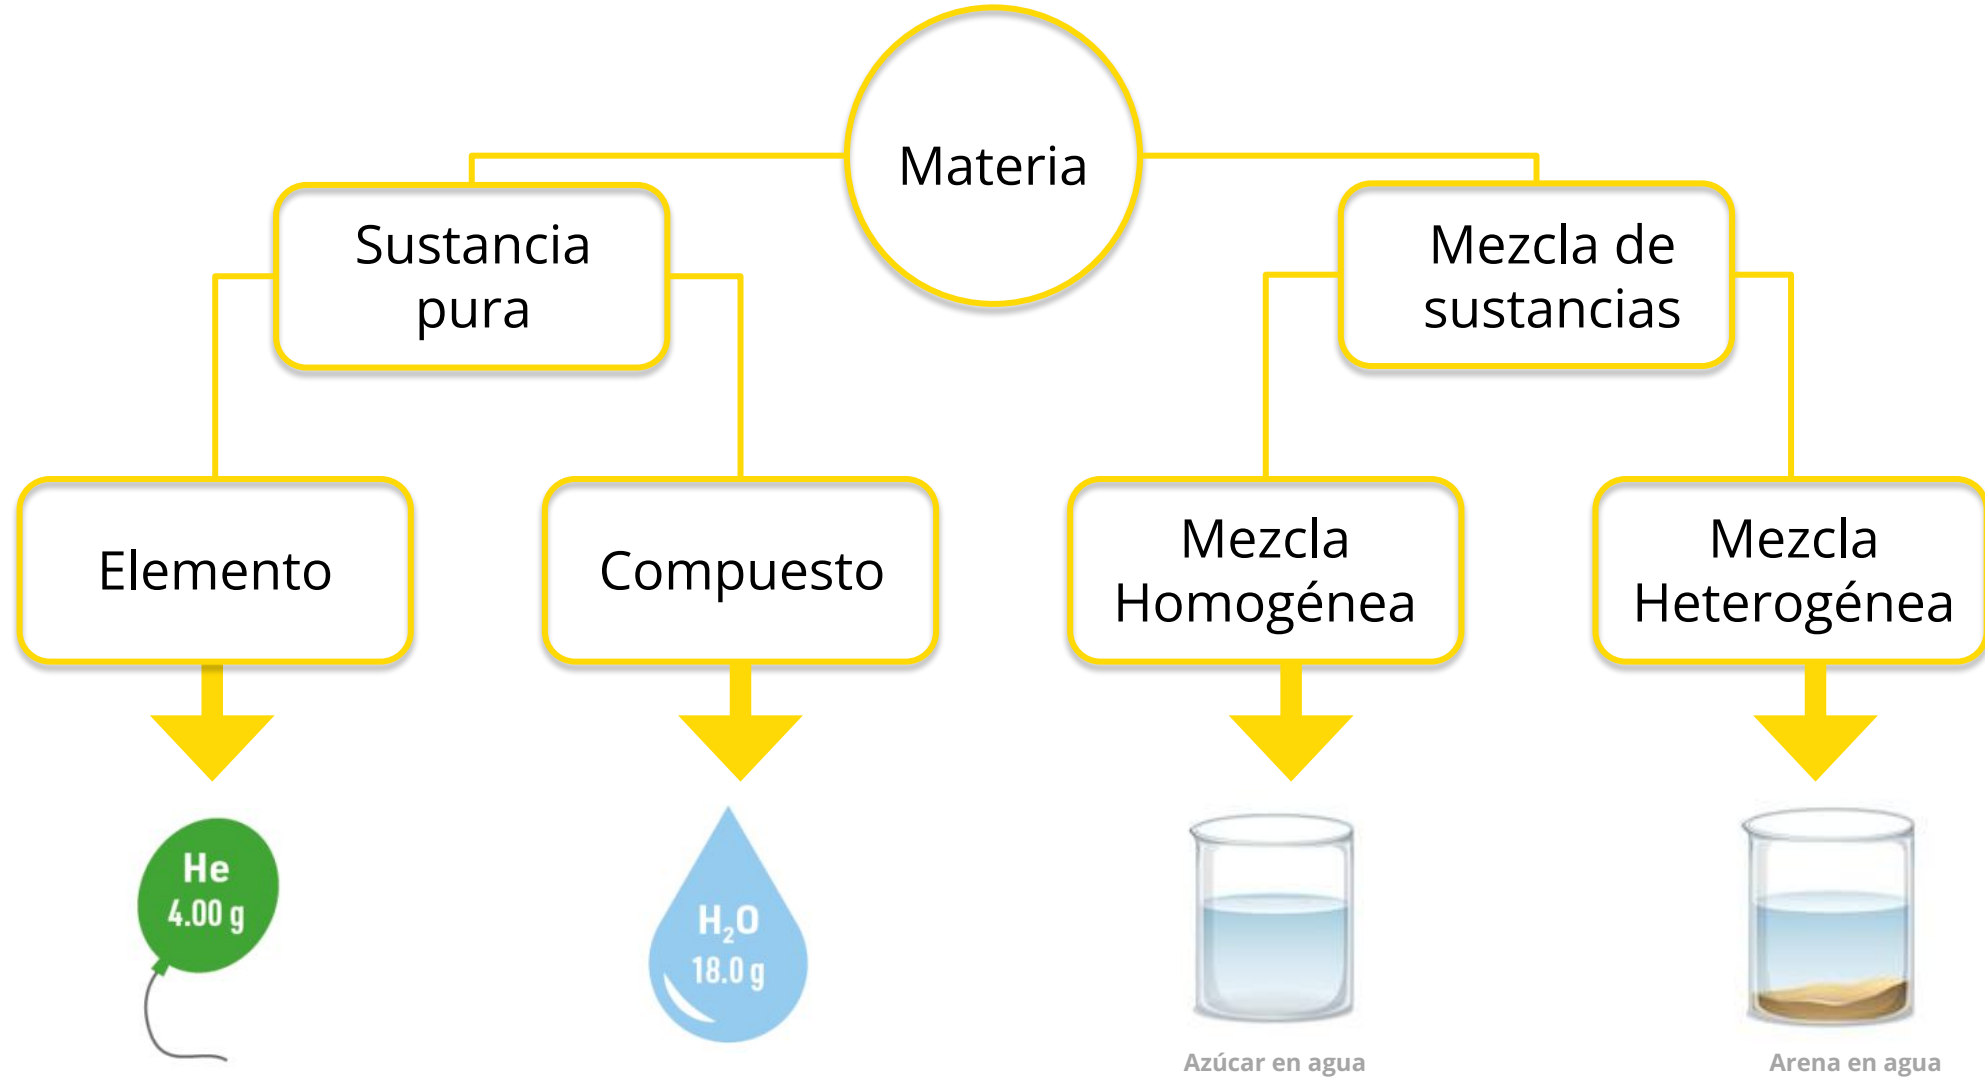 Materia
Sustancia
pura
Mezcla de
sustancias
Elemento
Compuesto
Mezcla
Homogénea
Mezcla
Heterogénea
He
4.00 g
H₂O
18.0 g
Azúcar en agua
Arena en agua